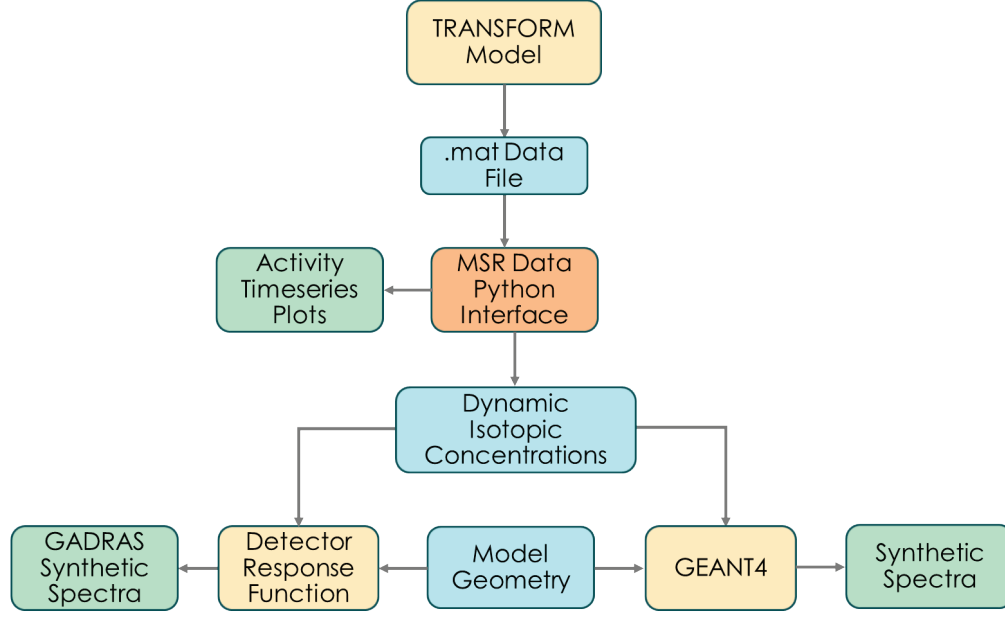 TRANSFORM
Model
.mat Data
File
Activity
Timeseries
Plots
MSR Data
Python
Interface
Dynamic
Isotopic
Concentrations
GADRAS
Synthetic
Spectra
Detector
Response
Function
Model
Geometry
GEANT4
Synthetic
Spectra